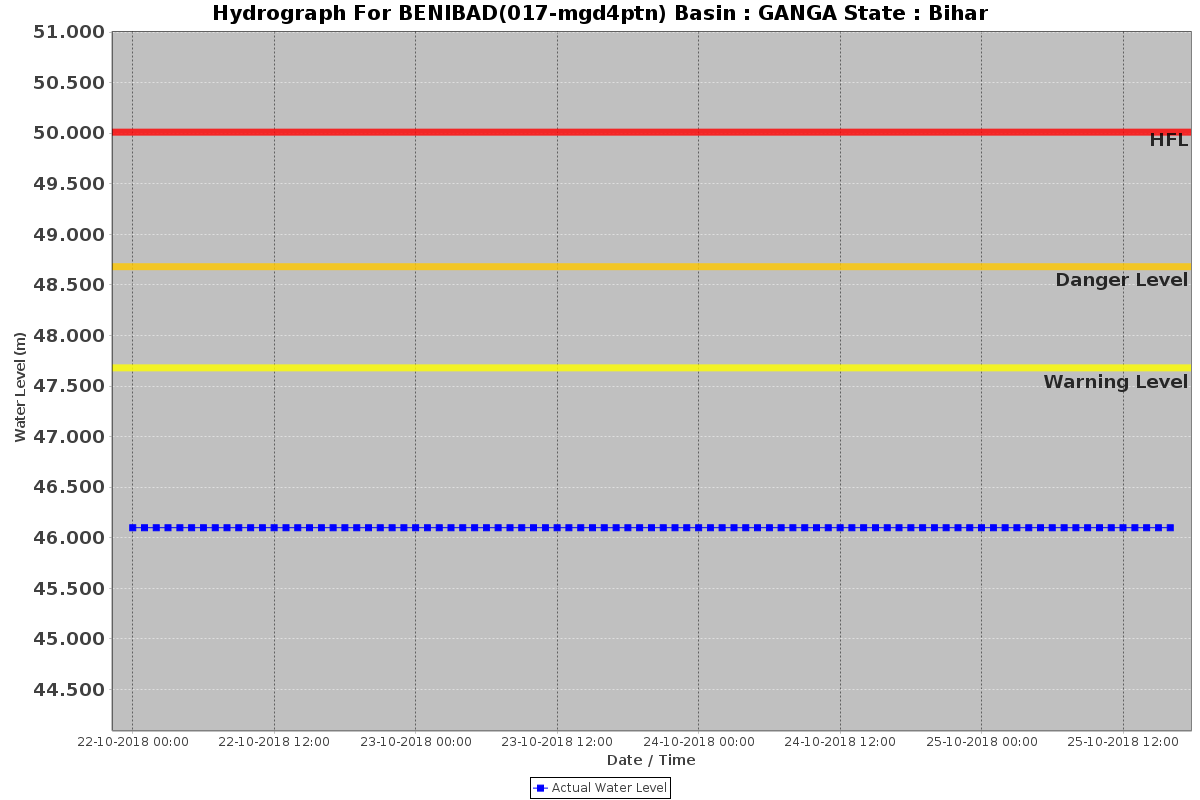 Hydrograph For BENIBAD(017-mgd4ptn) Basin : GANGA State : Bihar
51.000
50.500
50.000
HFL
49.500
49.000
48.500
Danger Level
48.000
47.500
Warning Level
47.000
46.500
46.000
45.500
45.000
44.500
Water Level (m)
22-10-2018 00:00 22-10-2018 12:00 23-10-2018 00:00 23-10-2018 12:00 24-10-2018 00:00 24-10-2018 12:00 25-10-2018 00:00 25-10-2018 12:00
Date / Time
Actual Water Level